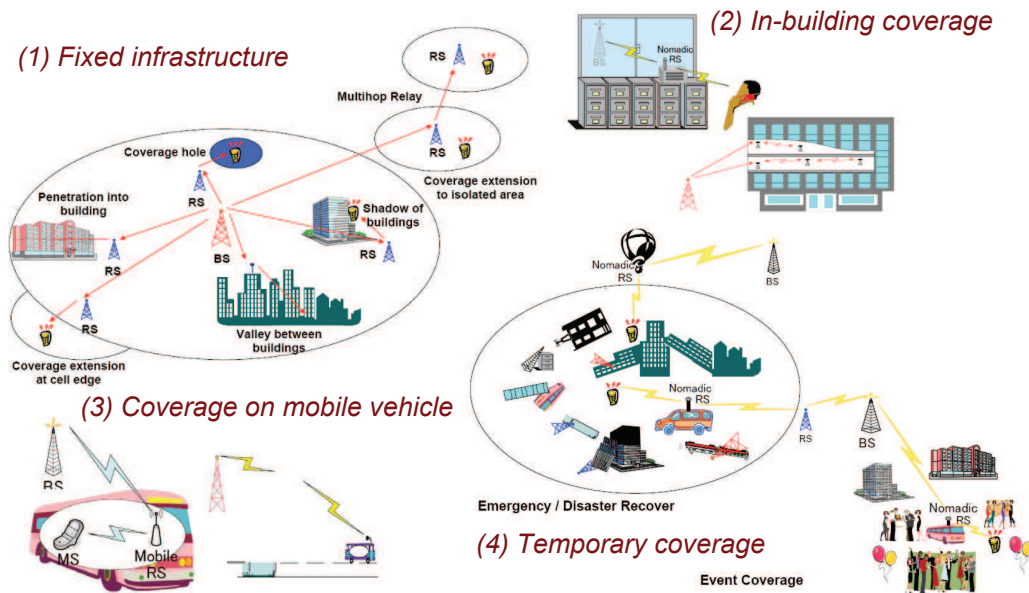 (1) Fixed infrastructure
RS
Multihop Relay
RS
Coverage extension
to isolated area
Coverage hole
RS
Penetration into
building
RS
BS
Shadow of
buildings
RS
Valley between
buildings
RS
Coverage extension
at cell edge
(2) In-building coverage
BS
Nomadic
RS
(3) Coverage on mobile vehicle
BS
MS
Mobile
RS
Nomadic
RS
BS
Nomadic
RS
RS
BS
Emergency / Disaster Recover
(4) Temporary coverage
Nomadic
RS
Event Coverage